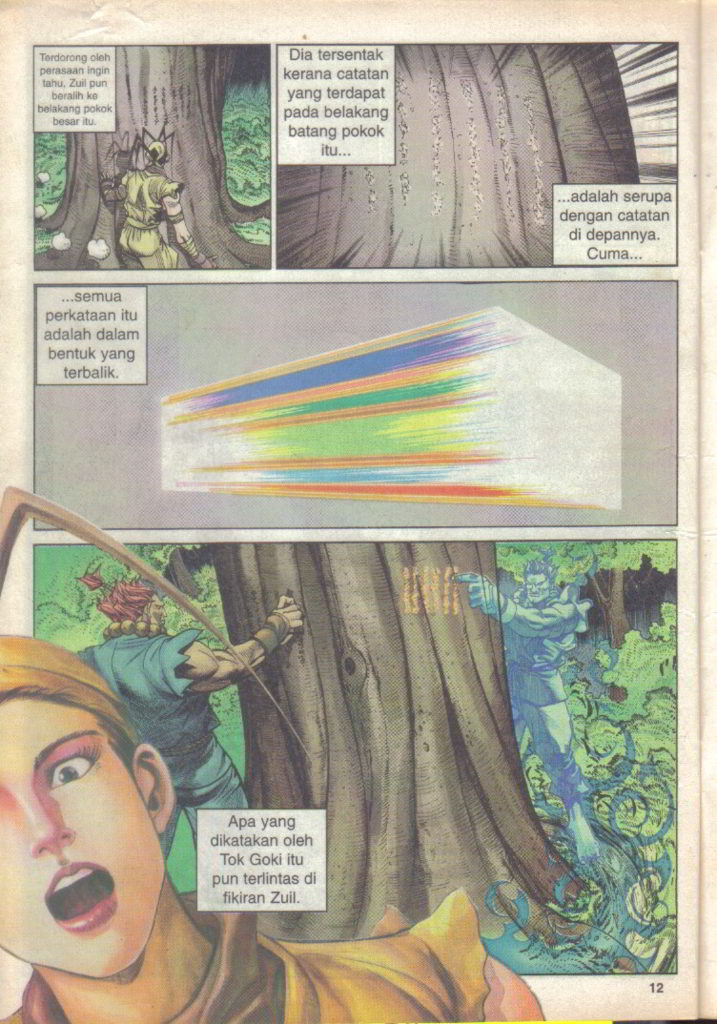 Terdorong oleh
perasaan ingin
tahu, Zuil pun
beralih ke
belakang pokok
besar itu.
Dia tersentak
kerana catatan
yang terdapat
pada belakang
batang pokok
itu...
...adalah serupa
dengan catatan
di depannya.
Cuma...
...semua
perkataan itu
adalah dalam
bentuk yang
terbalik.
Apa yang
dikatakan oleh
Tok Goki itu
pun terlintas di
fikiran Zuil.
12